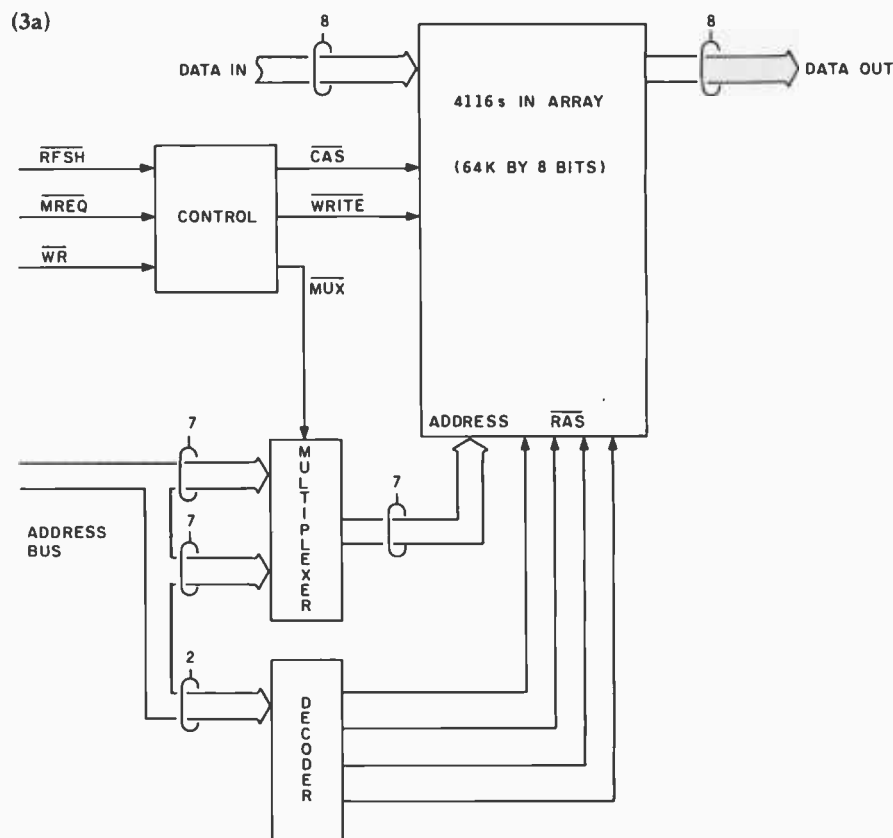 (3a)
8
8
DATA IN
DATA OUT
4116s IN ARRAY
(64K BY 8 BITS)
RFSH
CAS
MREQ
CONTROL
WRITE
WR
MUX
ADDRESS
RAS
7
MULTIPLEXER
7
ADDRESS
BUS
7
2
DECODER